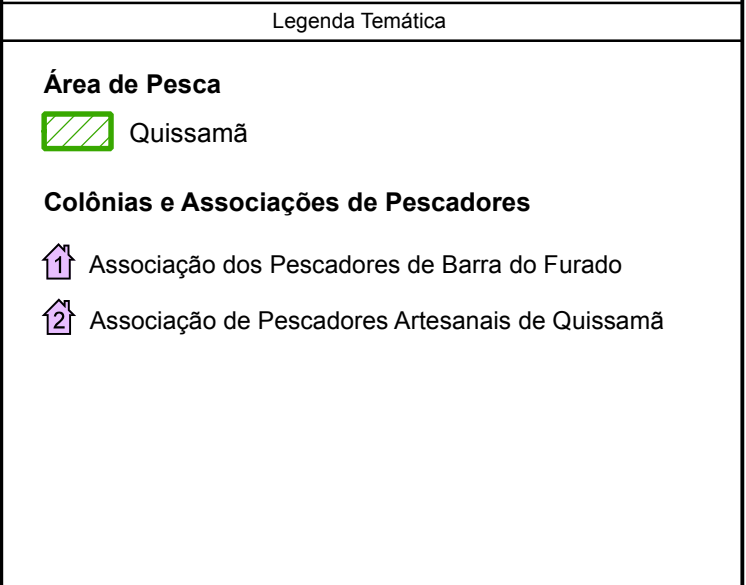 Legenda Temática
Área de Pesca
Quissamã
Colônias e Associações de Pescadores
1 Associação dos Pescadores de Barra do Furado
2 Associação de Pescadores Artesanais de Quissamã